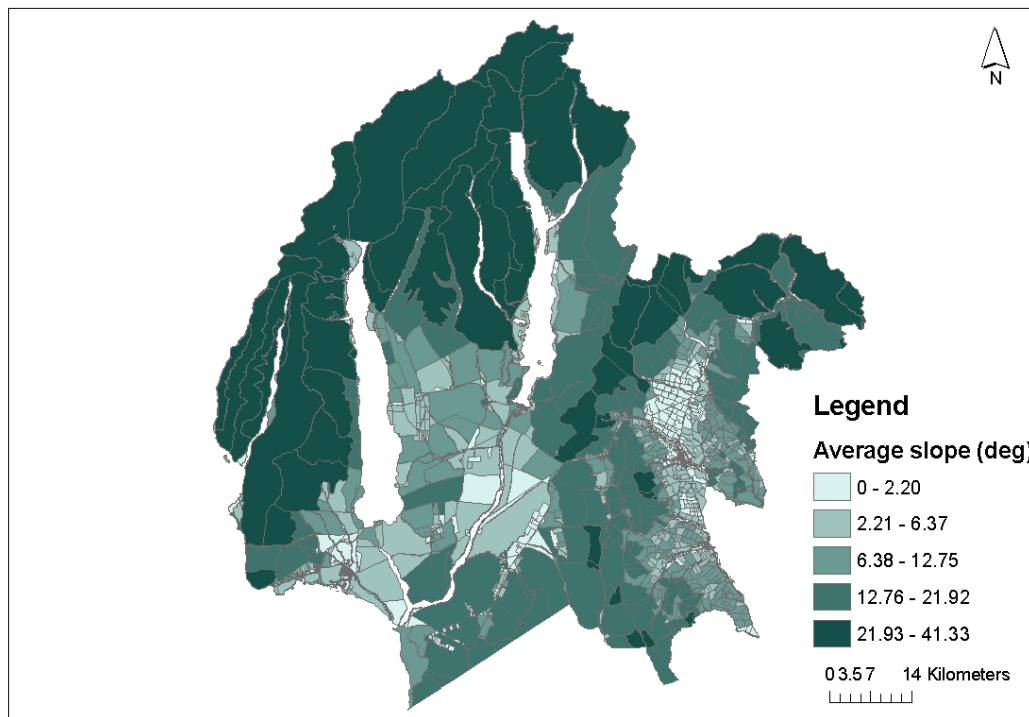 N
Legend
Average slope (deg)
0 - 2.20
2.21 - 6.37
6.38 - 12.75
12.76 - 21.92
21.93 - 41.33
0 3.5 7 14 Kilometers